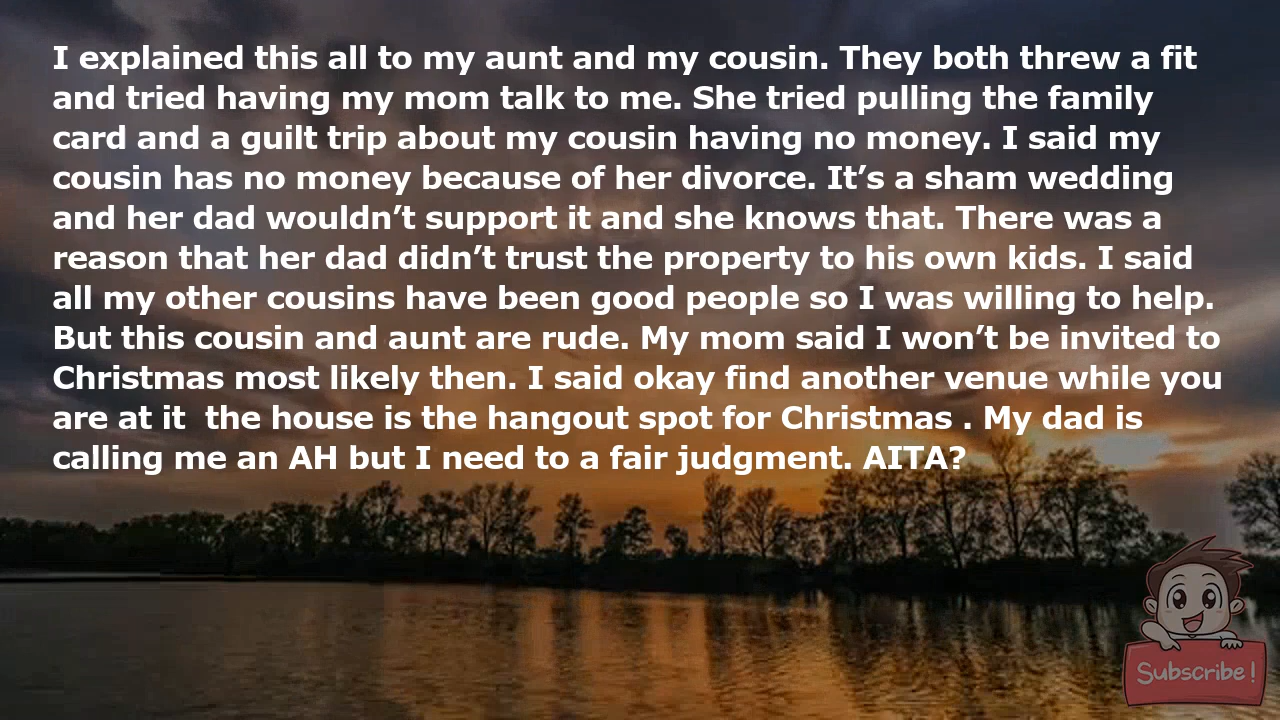 I explained this all to my aunt and my cousin. They both threw a fit
and tried having my mom talk to me. She tried pulling the family
card and a guilt trip about my cousin having no money. I said my
cousin has no money because of her divorce. It’s a sham wedding
and her dad wouldn’t support it and she knows that. There was a
reason that her dad didn’t trust the property to his own kids. I said
all my other cousins have been good people so I was willing to help.
But this cousin and aunt are rude. My mom said I won’t be invited to
Christmas most likely then. I said okay find another venue while you
are at it  the house is the hangout spot for Christmas . My dad is
calling me an AH but I need to a fair judgment. AITA?
Subscribe!